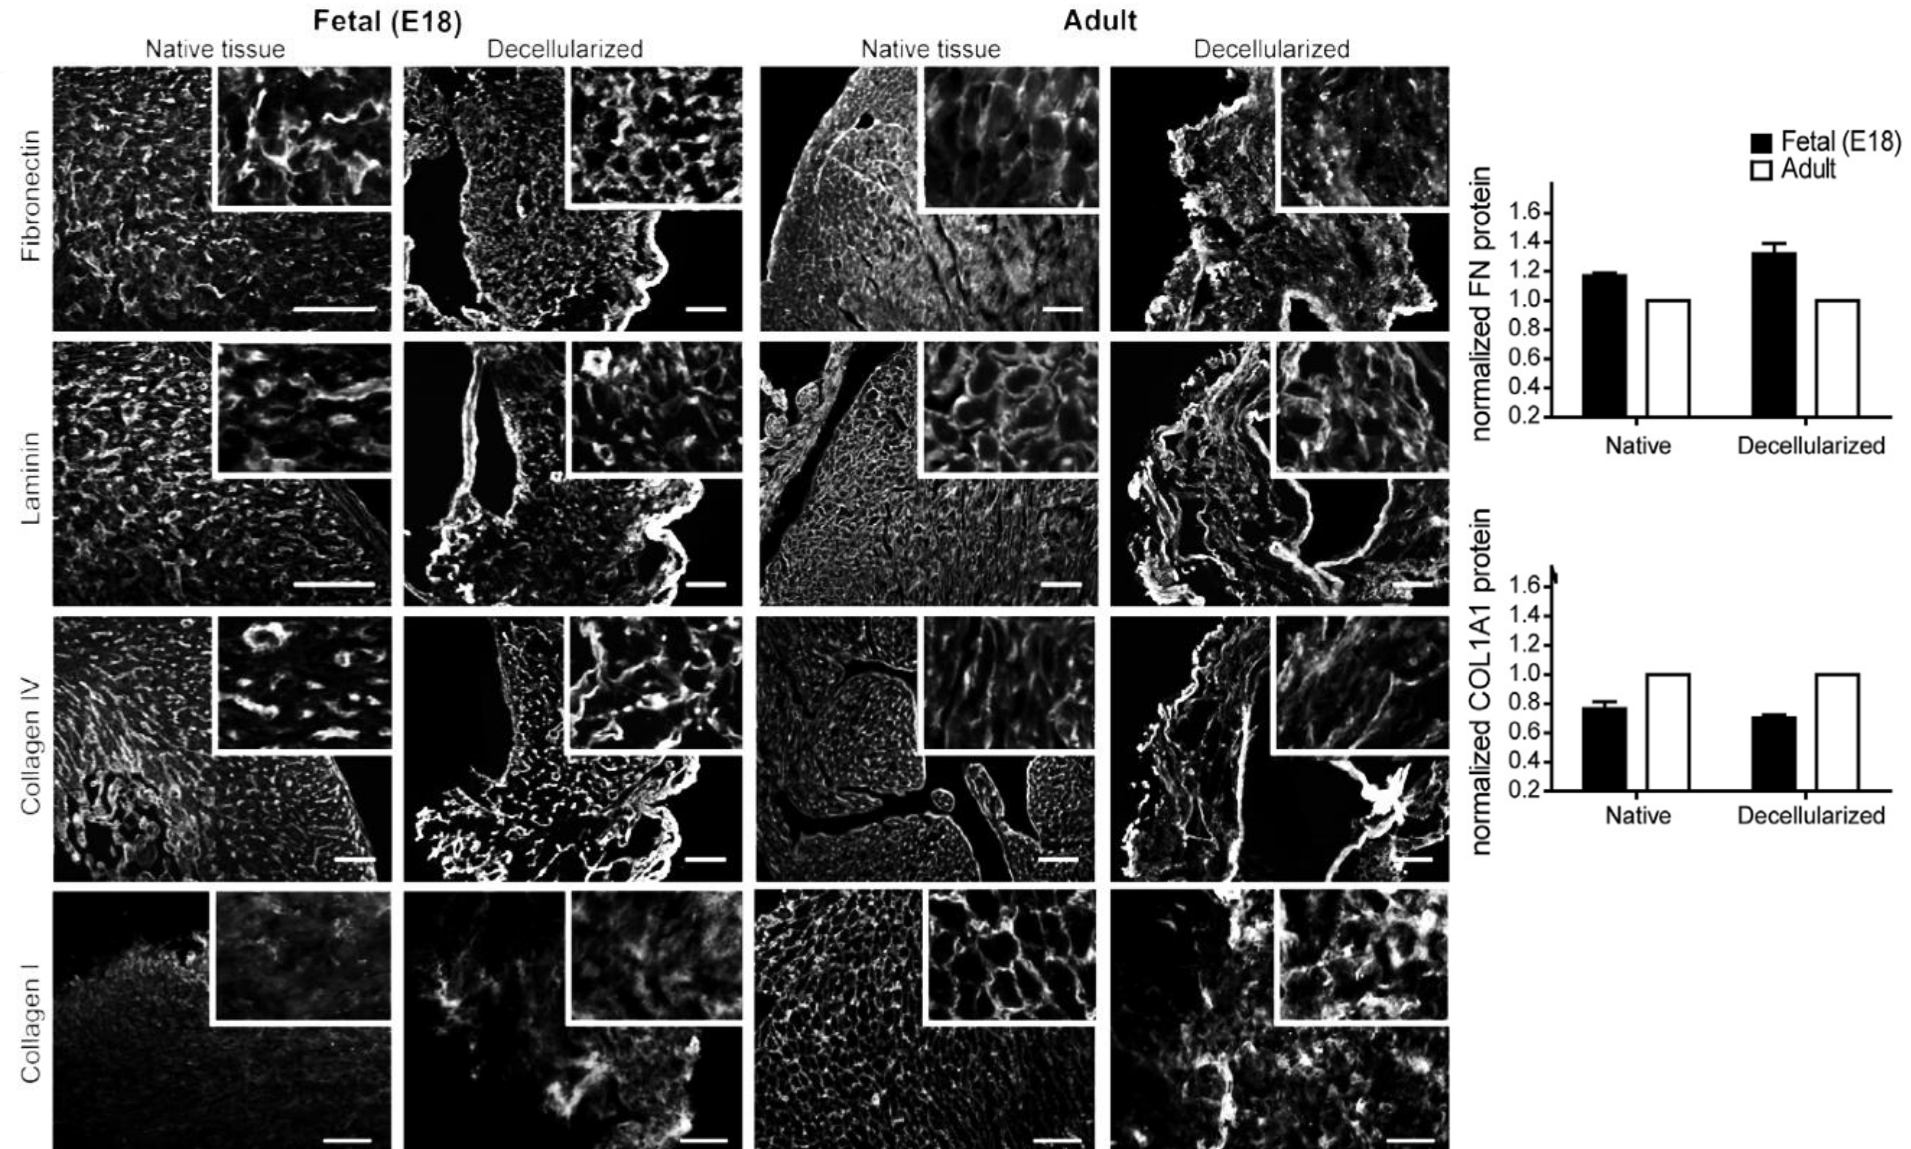 Fetal (E18)
Adult
Native tissue
Decellularized
Native tissue
Decellularized
Fibronectin
Laminin
Collagen IV
Collagen I
Fetal (E18)
Adult
normalized FN protein
1.6
1.4
1.2
1.0
0.8
0.6
0.4
0.2
Native
Decellularized
normalized COL1A1 protein
1.6
1.4
1.2
1.0
0.8
0.6
0.4
0.2
Native
Decellularized